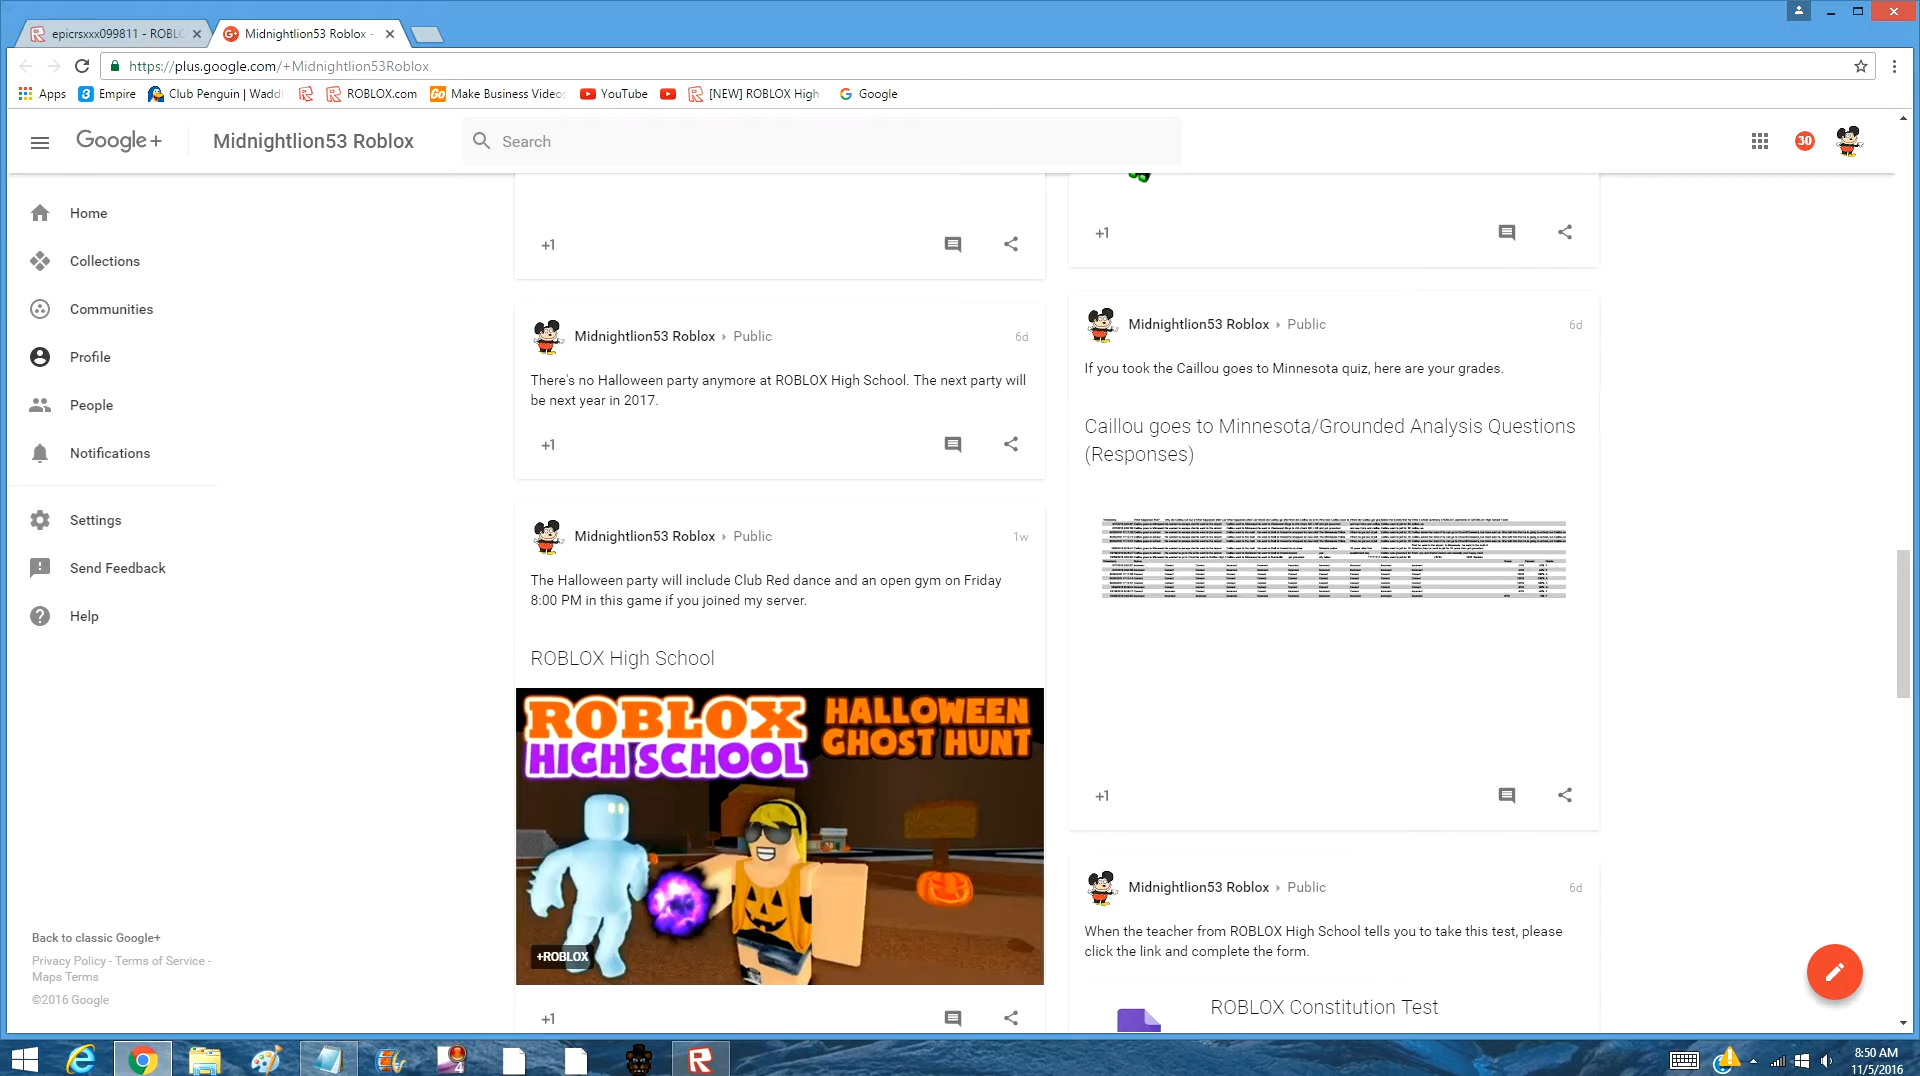 epicrsxxx099811 - ROBLO
Midnightlion53 Roblox -
https://plus.google.com/+Midnightlion53Roblox
Apps
Empire
Club Penguin | Waddl
ROBLOX.com
Make Business Videos
YouTube
[NEW] ROBLOX High
Google
Google+
Midnightlion53 Roblox
Search
30
Home
Collections
Communities
Profile
People
Notifications
Settings
Send Feedback
Help
Back to classic Google+
Privacy Policy - Terms of Service -
Maps Terms
©2016 Google
+1
Midnightlion53 Roblox
Public
6d
There's no Halloween party anymore at ROBLOX High School. The next party will
be next year in 2017.
+1
Midnightlion53 Roblox
Public
1w
The Halloween party will include Club Red dance and an open gym on Friday
8:00 PM in this game if you joined my server.
ROBLOX High School
ROBLOX
HIGH SCHOOL
HALLOWEEN
GHOST HUNT
+ROBLOX
+1
+1
Midnightlion53 Roblox
Public
6d
If you took the Caillou goes to Minnesota quiz, here are your grades.
Caillou goes to Minnesota/Grounded Analysis Questions
(Responses)
+1
Midnightlion53 Roblox
Public
6d
When the teacher from ROBLOX High School tells you to take this test, please
click the link and complete the form.
ROBLOX Constitution Test
4
8:50 AM
11/5/2016